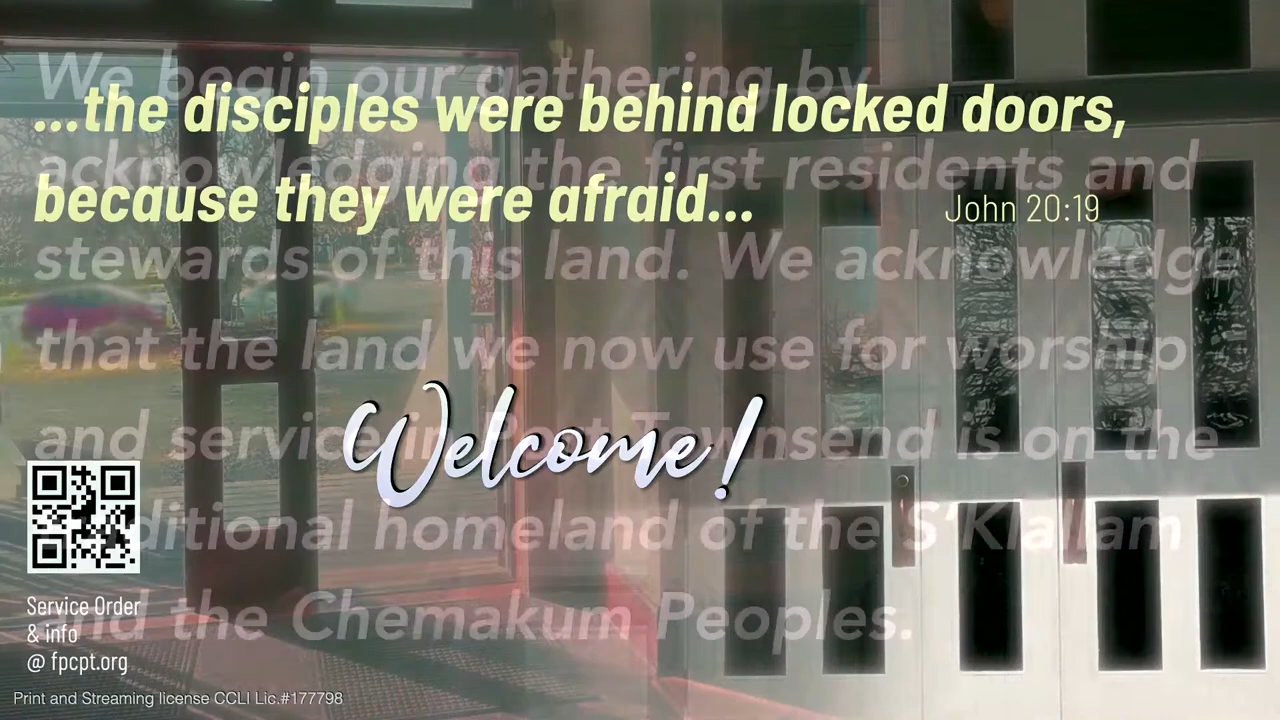 ...the disciples were behind locked doors,
because they were afraid...
John 20:19
We begin our gathering by
acknowledging the first residents and
stewards of this land. We acknowledge
that the land we now use for worship
and service in Port Townsend is on the
ditional homeland of the S'Klallam
and the Chemakum Peoples.
Welcome!
Service Order
& info
@ fpcpt.org
Print and Streaming license CCLI Lic.#177798